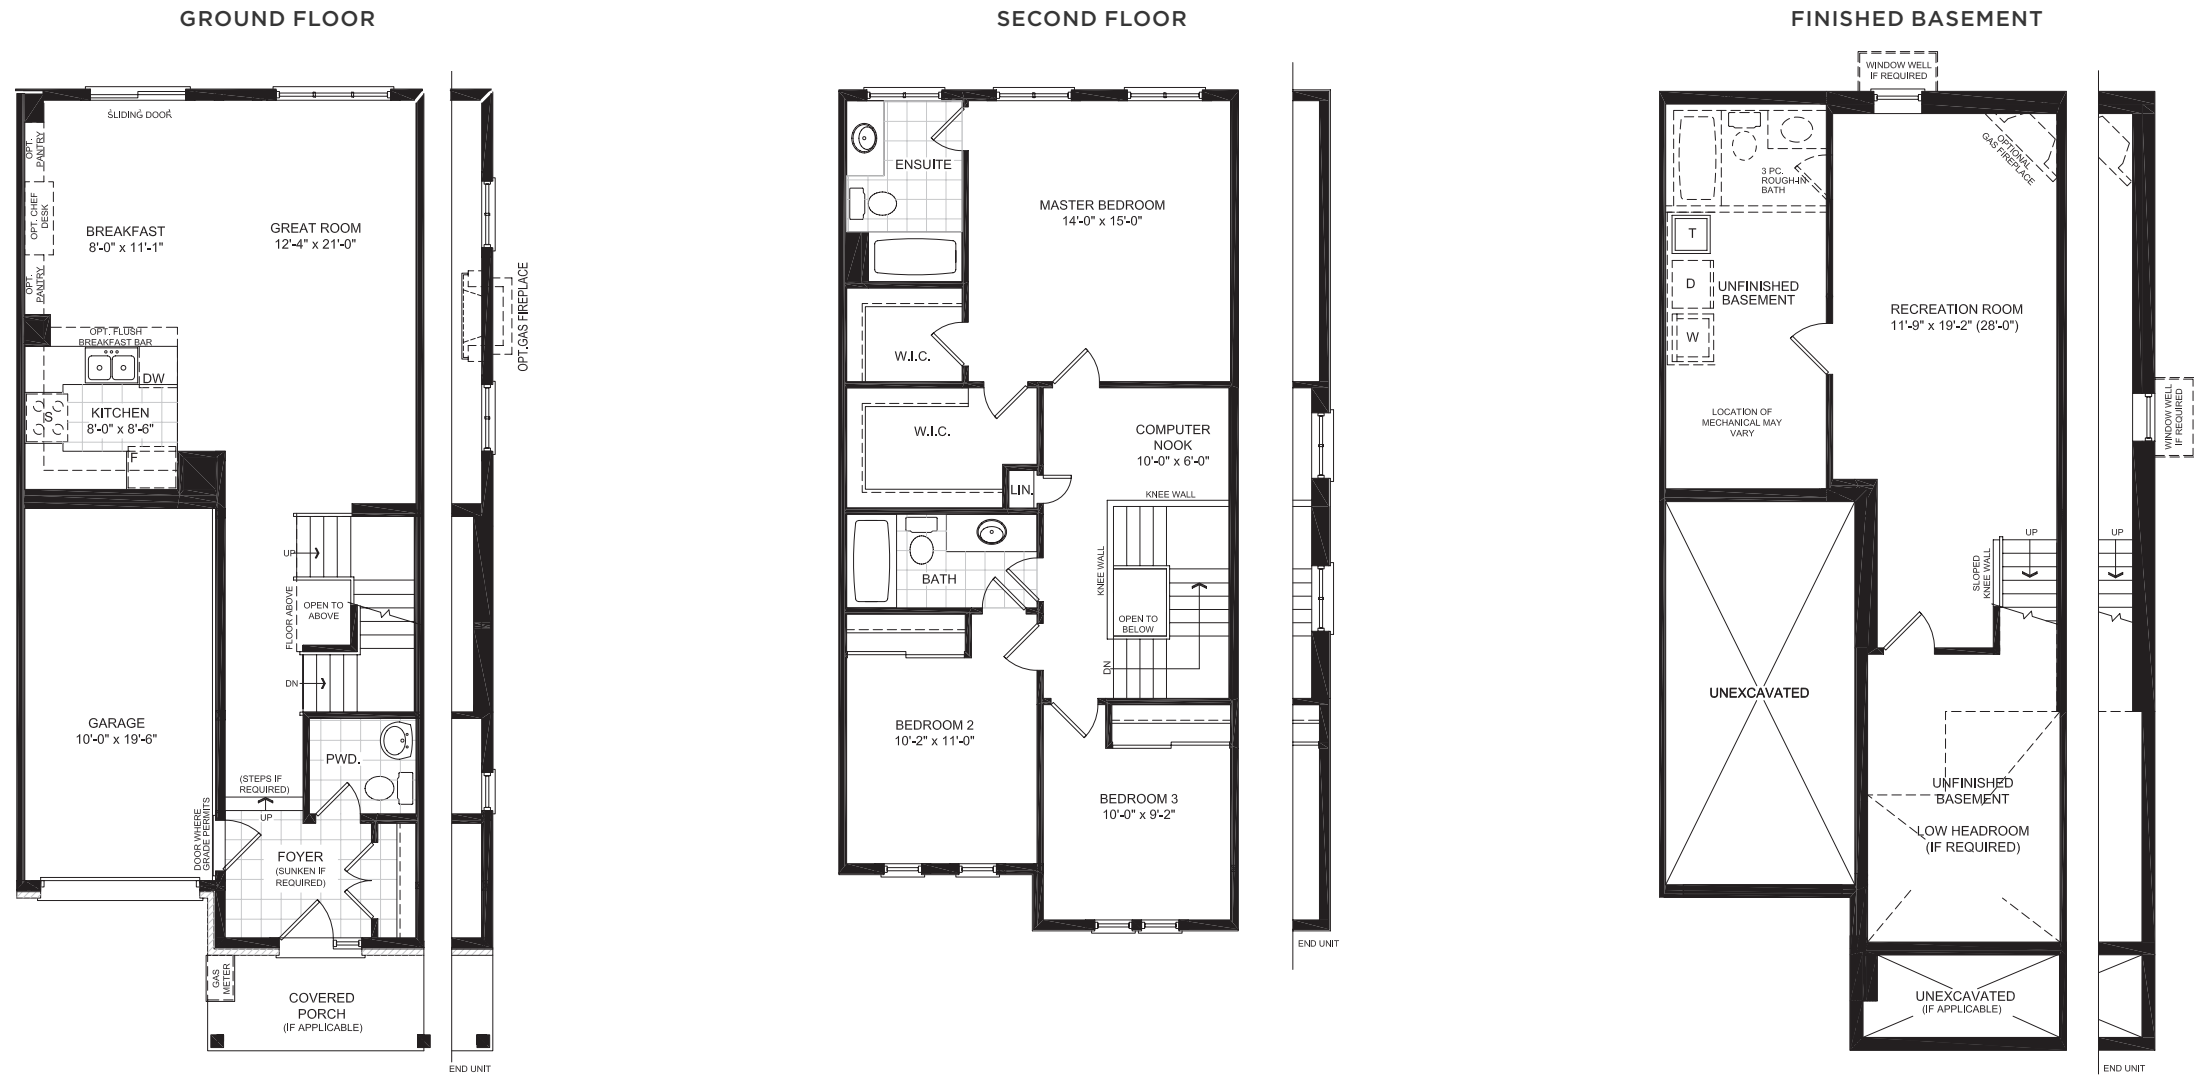 GROUND FLOOR
SLIDING DOOR
OPT.
PANTRY
OPT. CHEF
DESK
OPT.
PANTRY
BREAKFAST
8'-0" x 11'-1"
GREAT ROOM
12'-4" x 21'-0"
OPT.GAS FIREPLACE
OPT. FLUSH
BREAKFAST BAR
DW
S
KITCHEN
8'-0" x 8'-6"
F
UP
FLOOR ABOVE
OPEN TO
ABOVE
DN
GARAGE
10'-0" x 19'-6"
PWD.
(STEPS IF
REQUIRED)
UP
DOOR WHERE
GRADE PERMITS
FOYER
(SUNKEN IF
REQUIRED)
GAS
METER
COVERED
PORCH
(IF APPLICABLE)
END UNIT
SECOND FLOOR
ENSUITE
MASTER BEDROOM
14'-0" x 15'-0"
W.I.C.
W.I.C.
COMPUTER
NOOK
10'-0" x 6'-0"
LIN.
KNEE WALL
KNEE WALL
BATH
OPEN TO
BELOW
DN
BEDROOM 2
10'-2" x 11'-0"
BEDROOM 3
10'-0" x 9'-2"
END UNIT
FINISHED BASEMENT
WINDOW WELL
IF REQUIRED
OPTIONAL
GAS FIREPLACE
3 PC.
ROUGH-IN
BATH
T
D
W
UNFINISHED
BASEMENT
RECREATION ROOM
11'-9" x 19'-2" (28'-0")
LOCATION OF
MECHANICAL MAY
VARY
WINDOW WELL
IF REQUIRED
UP
UP
SLOPED
KNEE WALL
UNEXCAVATED
UNFINISHED
BASEMENT
LOW HEADROOM
(IF REQUIRED)
UNEXCAVATED
(IF APPLICABLE)
END UNIT